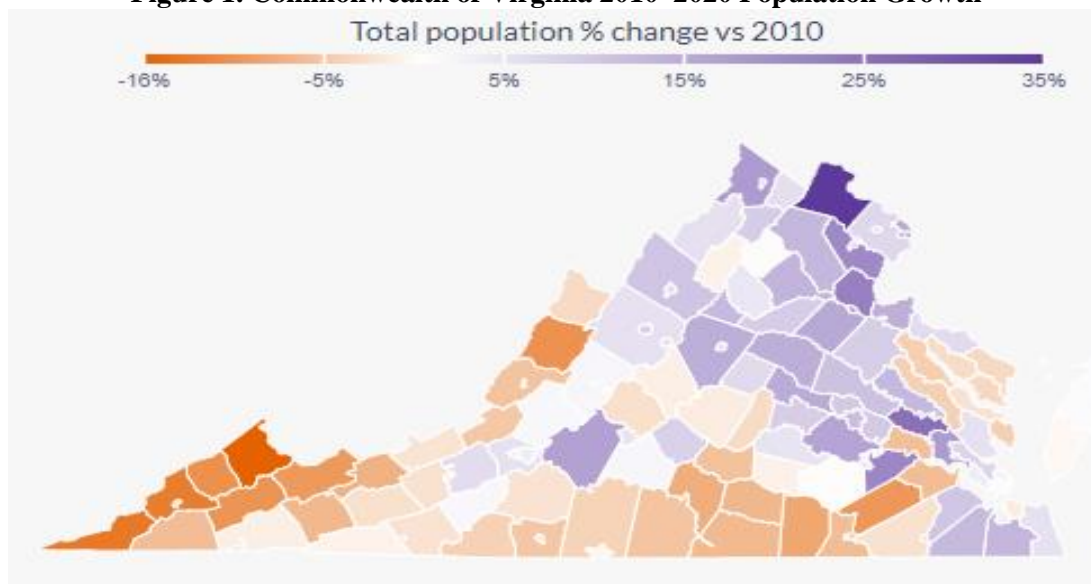 Figure 1. Commonwealth of Virginia 2010–2020 Population Growth
Total population % change vs 2010
-16% -5% 5% 15% 25% 35%